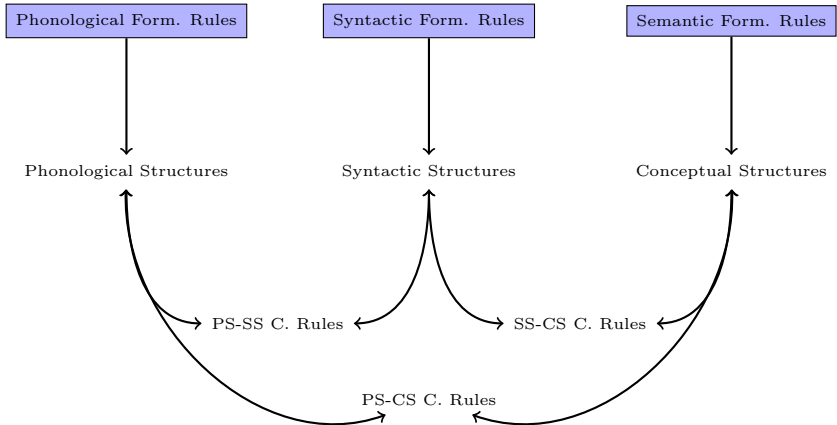 Phonological Form. Rules
Syntactic Form. Rules
Semantic Form. Rules
Phonological Structures
Syntactic Structures
Conceptual Structures
PS-SS C. Rules
SS-CS C. Rules
PS-CS C. Rules